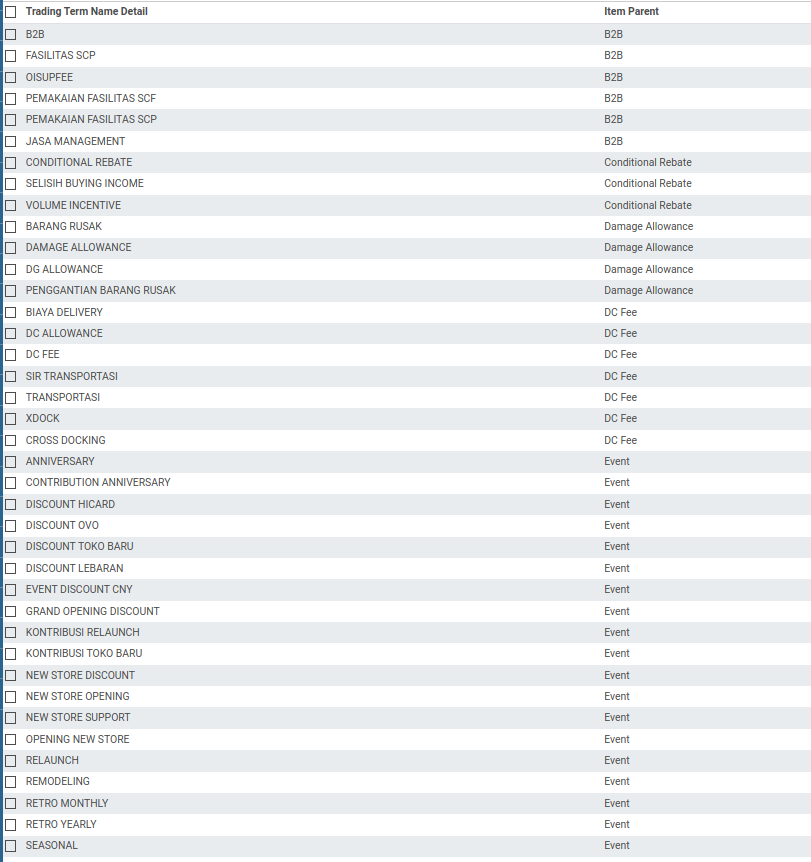 Trading Term Name Detail Item Parent
B2B B2B
FASILITAS SCP B2B
OISUPFEE B2B
PEMAKAIAN FASILITAS SCF B2B
PEMAKAIAN FASILITAS SCP B2B
JASA MANAGEMENT B2B
CONDITIONAL REBATE Conditional Rebate
SELISIH BUYING INCOME Conditional Rebate
VOLUME INCENTIVE Conditional Rebate
BARANG RUSAK Damage Allowance
DAMAGE ALLOWANCE Damage Allowance
DG ALLOWANCE Damage Allowance
PENGGANTIAN BARANG RUSAK Damage Allowance
BIAYA DELIVERY DC Fee
DC ALLOWANCE DC Fee
DC FEE DC Fee
SIR TRANSPORTASI DC Fee
TRANSPORTASI DC Fee
XDOCK DC Fee
CROSS DOCKING DC Fee
ANNIVERSARY Event
CONTRIBUTION ANNIVERSARY Event
DISCOUNT HICARD Event
DISCOUNT OVO Event
DISCOUNT TOKO BARU Event
DISCOUNT LEBARAN Event
EVENT DISCOUNT CNY Event
GRAND OPENING DISCOUNT Event
KONTRIBUSI RELAUNCH Event
KONTRIBUSI TOKO BARU Event
NEW STORE DISCOUNT Event
NEW STORE OPENING Event
NEW STORE SUPPORT Event
OPENING NEW STORE Event
RELAUNCH Event
REMODELING Event
RETRO MONTHLY Event
RETRO YEARLY Event
SEASONAL Event